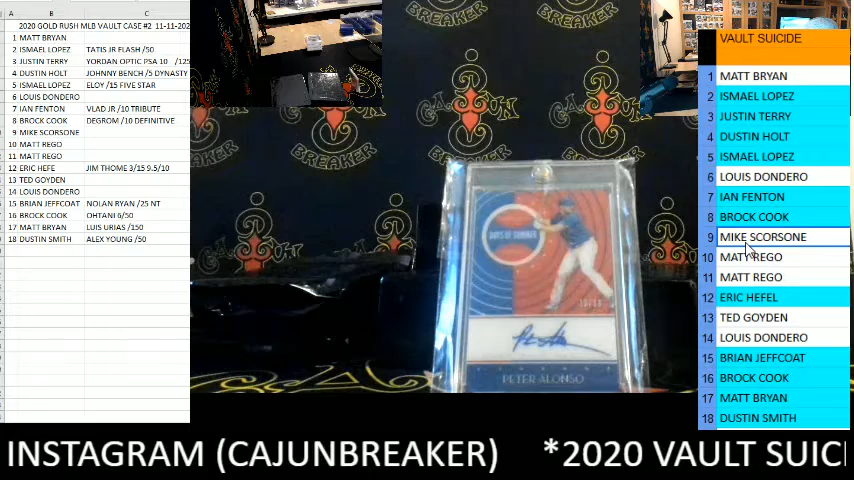 A B C
2020 GOLD RUSH MLB VAULT CASE #2 11-11-202
1 MATT BRYAN
2 ISMAEL LOPEZ TATIS JR FLASH /50
3 JUSTIN TERRY YORDAN OPTIC PSA 10 /125
4 DUSTIN HOLT JOHNNY BENCH /5 DYNASTY
5 ISMAEL LOPEZ ELOY /15 FIVE STAR
6 LOUIS DONDERO
7 IAN FENTON VLAD JR /10 TRIBUTE
8 BROCK COOK DEGROM /10 DEFINITIVE
9 MIKE SCORSONE
10 MATT REGO
11 MATT REGO
12 ERIC HEFE JIM THOME 3/15 9.5/10
13 TED GOYDEN
14 LOUIS DONDERO
15 BRIAN JEFFCOAT NOLAN RYAN /25 NT
16 BROCK COOK OHTANI 6/50
17 MATT BRYAN LUIS URIAS /150
18 DUSTIN SMITH ALEX YOUNG /50
CAJUN
BREAKER
BOYS OF SUMMER
PETER ALONSO
VAULT SUICIDE
1 MATT BRYAN
2 ISMAEL LOPEZ
3 JUSTIN TERRY
4 DUSTIN HOLT
5 ISMAEL LOPEZ
6 LOUIS DONDERO
7 IAN FENTON
8 BROCK COOK
9 MIKE SCORSONE
10 MATT REGO
11 MATT REGO
12 ERIC HEFEL
13 TED GOYDEN
14 LOUIS DONDERO
15 BRIAN JEFFCOAT
16 BROCK COOK
17 MATT BRYAN
18 DUSTIN SMITH
INSTAGRAM (CAJUNBREAKER) *2020 VAULT SUICI